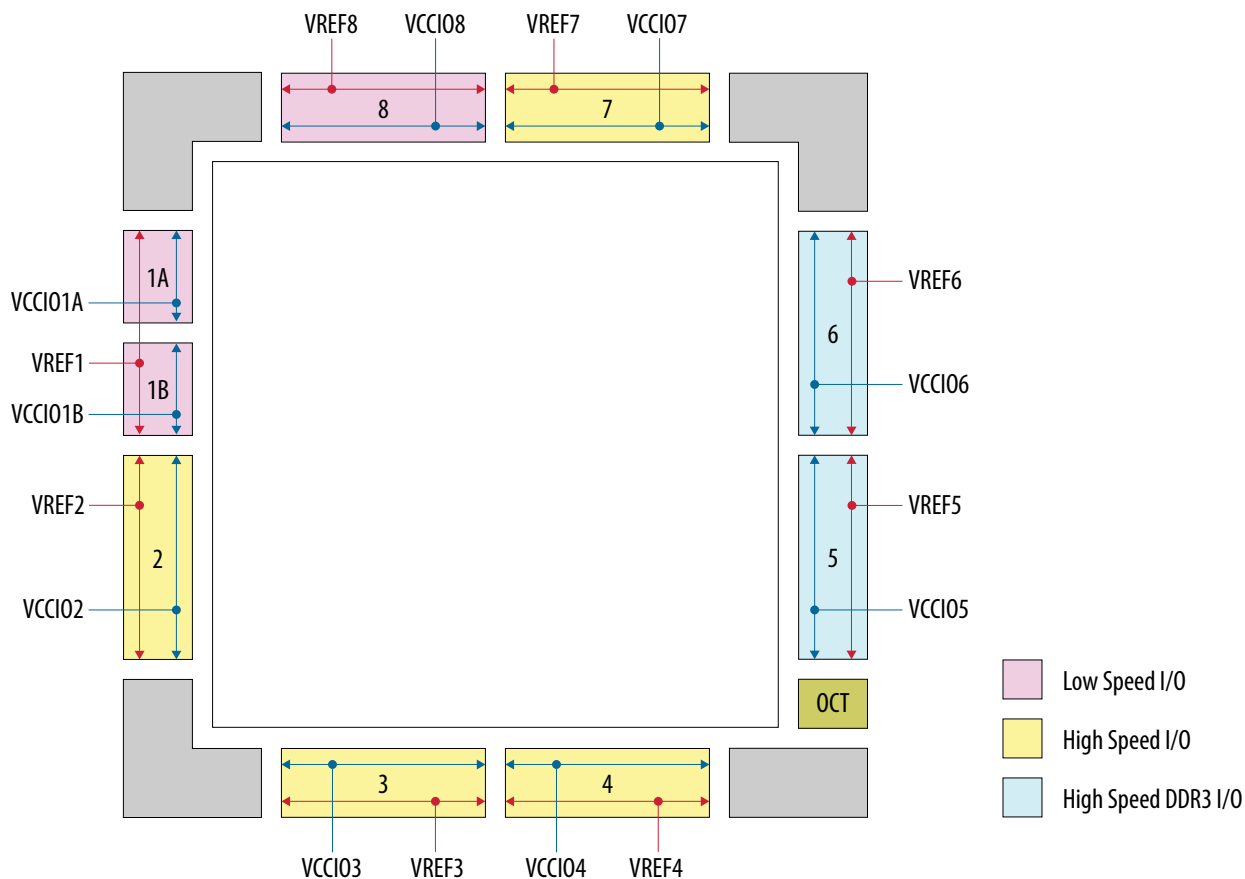 VREF8
VCCIO8
VREF7
VCCIO7
8
7
1A
VCCIO1A
VREF1
1B
VCCIO1B
VREF2
2
VCCIO2
6
VREF6
VCCIO6
VREF5
5
VCCIO5
OCT
3
4
VCCIO3
VREF3
VCCIO4
VREF4
Low Speed I/O
High Speed I/O
High Speed DDR3 I/O